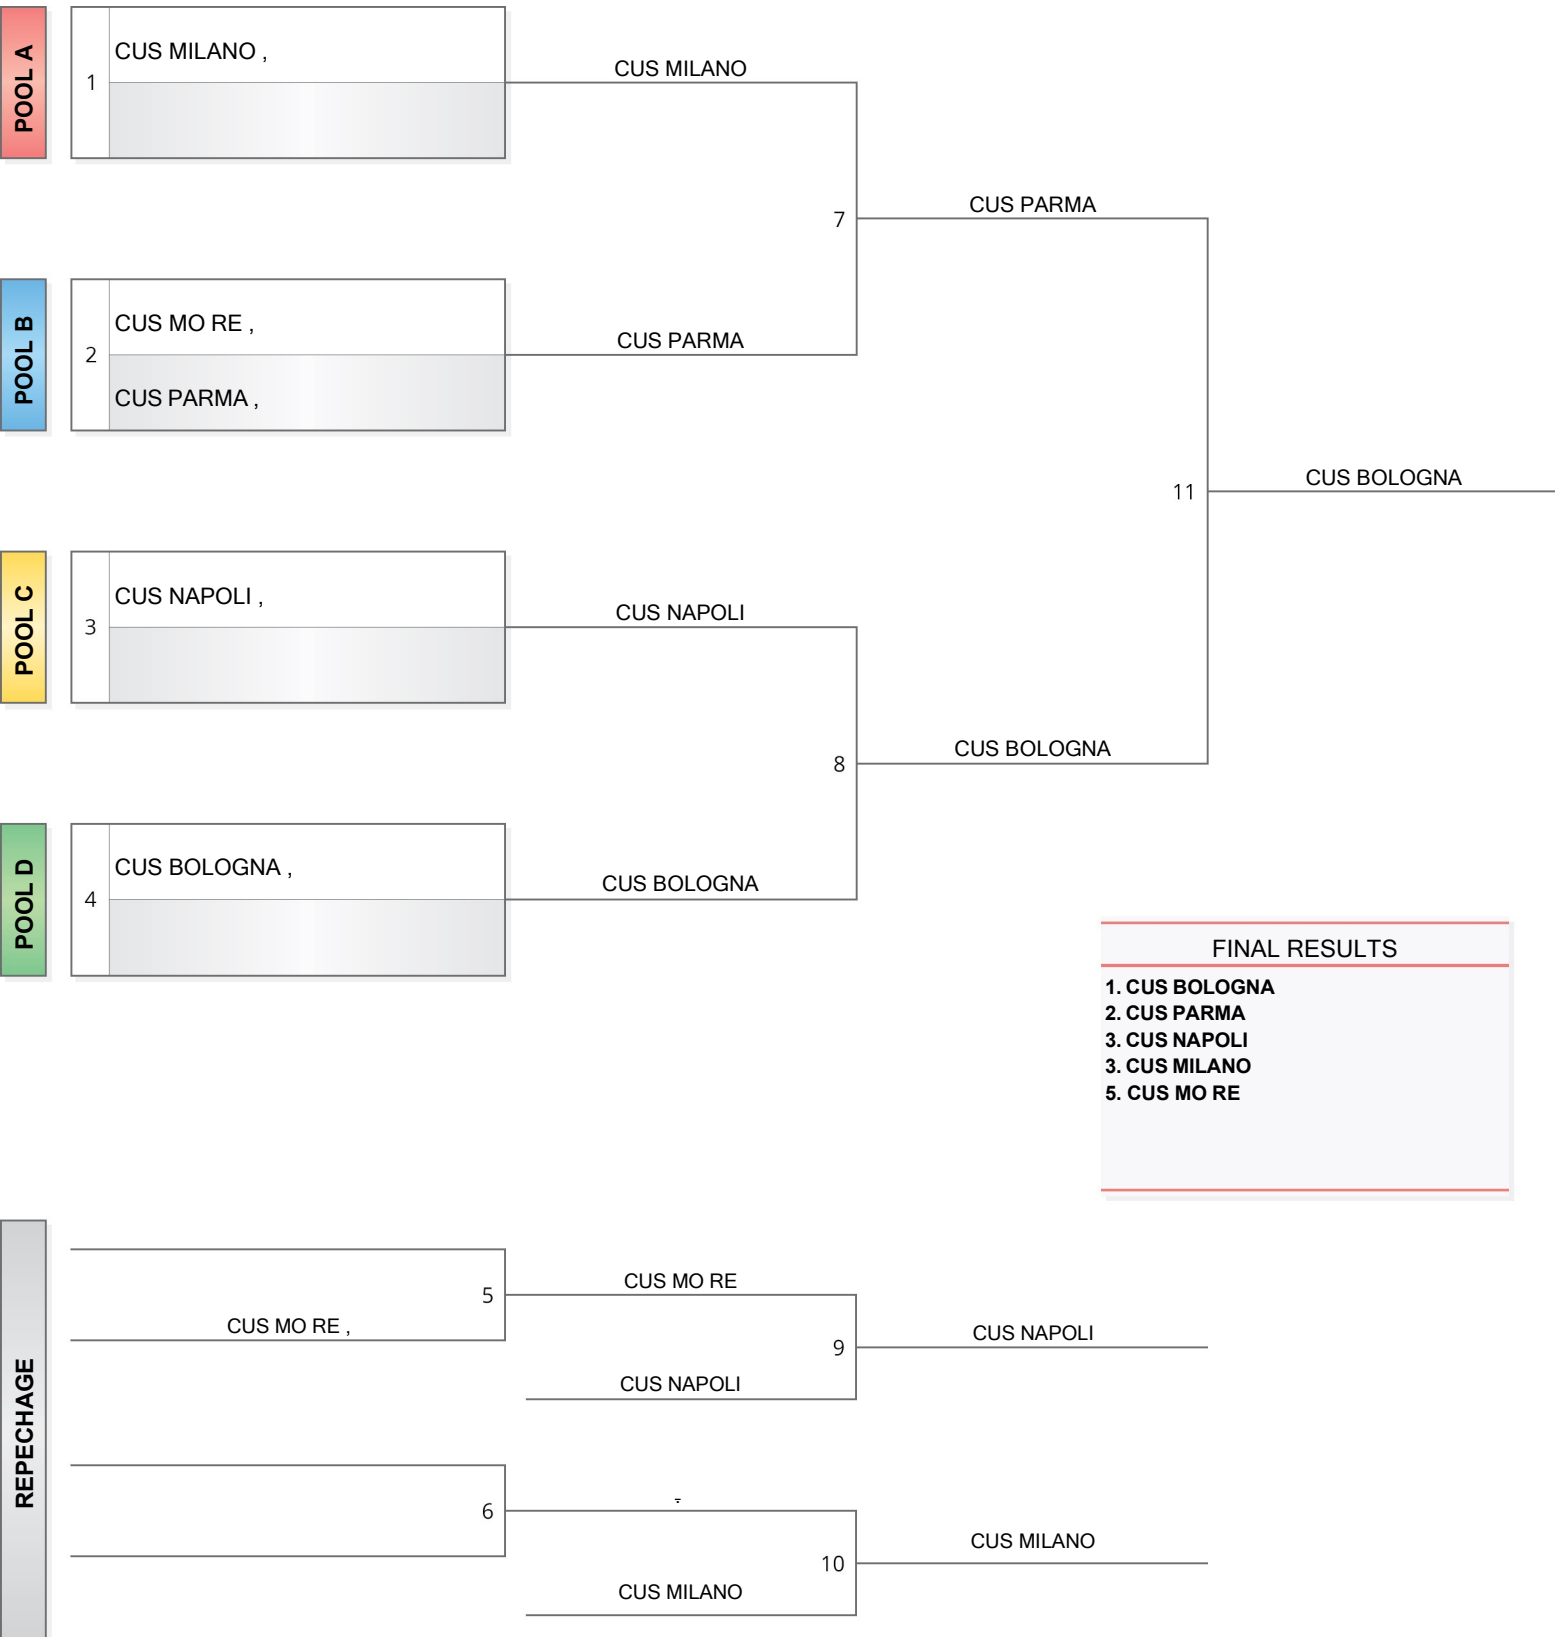 POOL A
1
CUS MILANO ,
CUS MILANO
7
CUS PARMA
POOL B
2
CUS MO RE ,
CUS PARMA ,
CUS PARMA
11
CUS BOLOGNA
POOL C
3
CUS NAPOLI ,
CUS NAPOLI
8
CUS BOLOGNA
POOL D
4
CUS BOLOGNA ,
CUS BOLOGNA
FINAL RESULTS
1. CUS BOLOGNA
2. CUS PARMA
3. CUS NAPOLI
3. CUS MILANO
5. CUS MO RE
REPECHAGE
5
CUS MO RE ,
CUS MO RE
9
CUS NAPOLI
CUS NAPOLI
6
10
CUS MILANO
CUS MILANO